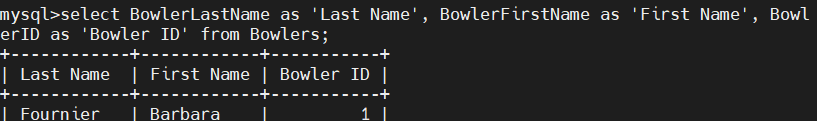 mysql>select BowlerLastName as 'Last Name', BowlerFirstName as 'First Name', Bowl
erID as 'Bowler ID' from Bowlers;
+------------+------------+-----------+
| Last Name  | First Name | Bowler ID |
+------------+------------+-----------+
| Fournier   | Barbara    |         1 |